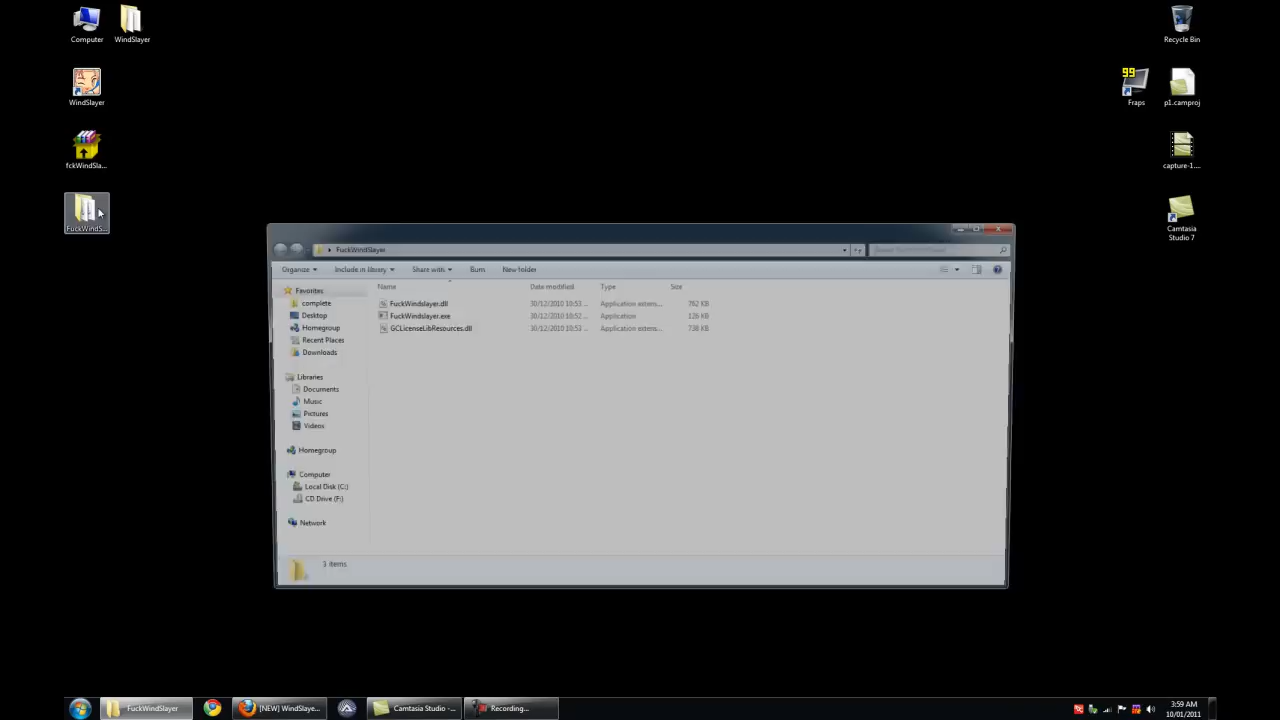 Computer
WindSlayer
WindSlayer
fckWindSla...
FuckWindS...
Recycle Bin
99
Fraps
p1.camproj
capture-1....
Camtasia
Studio 7
FuckWindSlayer
Organize
Include in library
Share with
Burn
New folder
Name
Date modified
Type
Size
Favorites
complete
Desktop
Homegroup
Recent Places
Downloads
Libraries
Documents
Music
Pictures
Videos
Homegroup
Computer
Local Disk (C:)
CD Drive (F:)
Network
FuckWindslayer.dll 30/12/2010 10:53 ... Application extens... 762 KB
FuckWindslayer.exe 30/12/2010 10:52 ... Application 126 KB
GCLicenseLibResources.dll 30/12/2010 10:52 ... Application extens... 738 KB
3 items
FuckWindSlayer
[NEW] WindSlaye...
Camtasia Studio - ...
Recording...
3:59 AM
10/01/2011